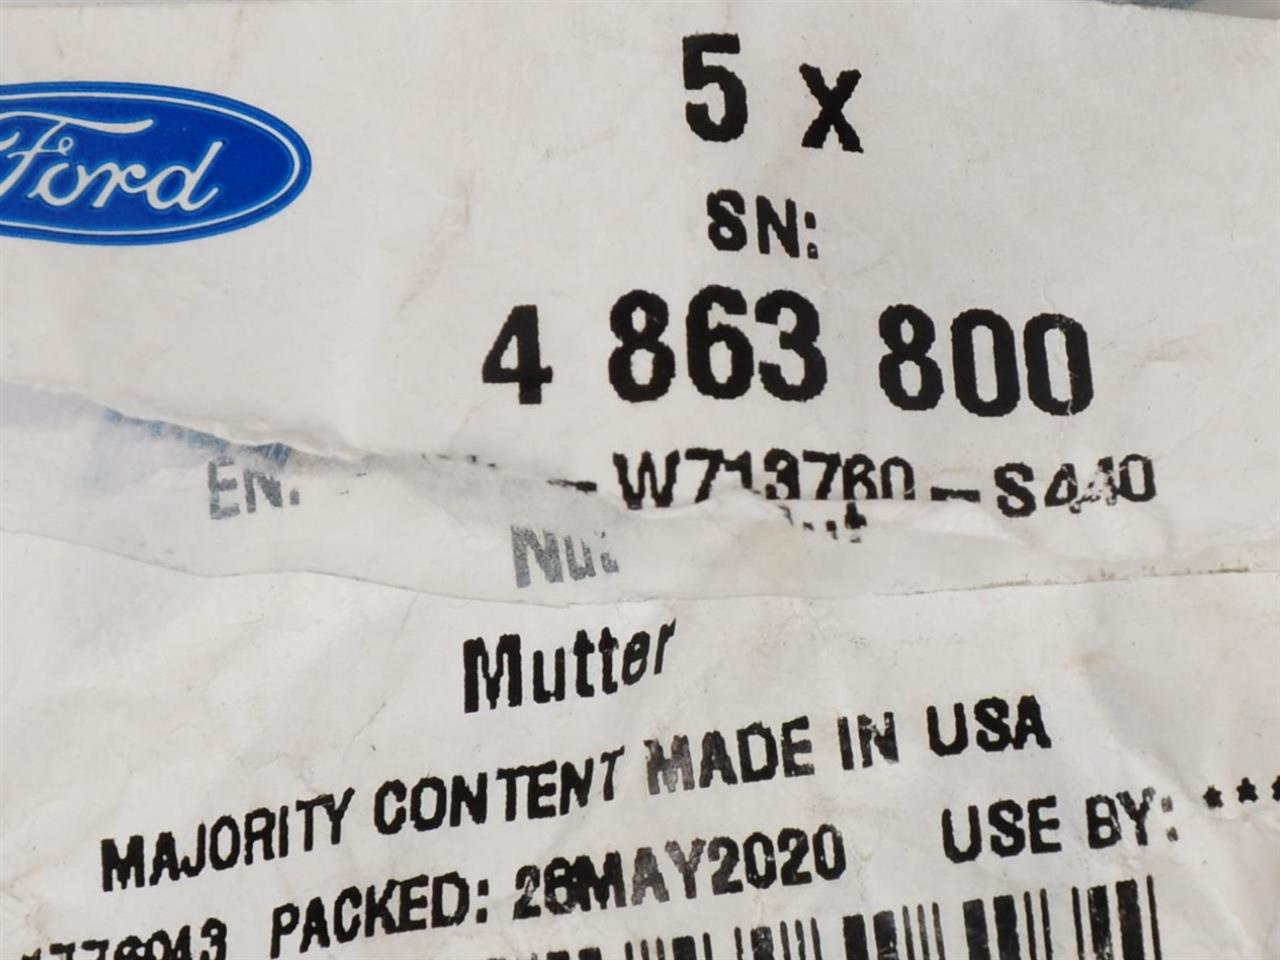 Ford
5 x
SN:
4 863 800
EN: -W713760-S440
Nut
Mutter
MAJORITY CONTENT MADE IN USA
PACKED: 26MAY2020 USE BY: ***